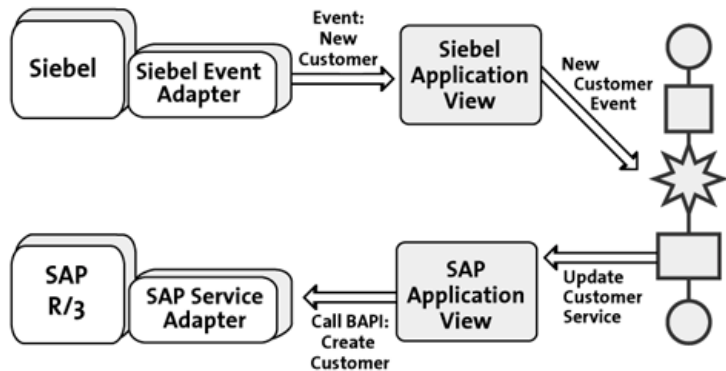 Siebel
Siebel Event
Adapter
Event:
New
Customer
Siebel
Application
View
New
Customer
Event
SAP
R/3
SAP Service
Adapter
Call BAPI:
Create
Customer
SAP
Application
View
Update
Customer
Service